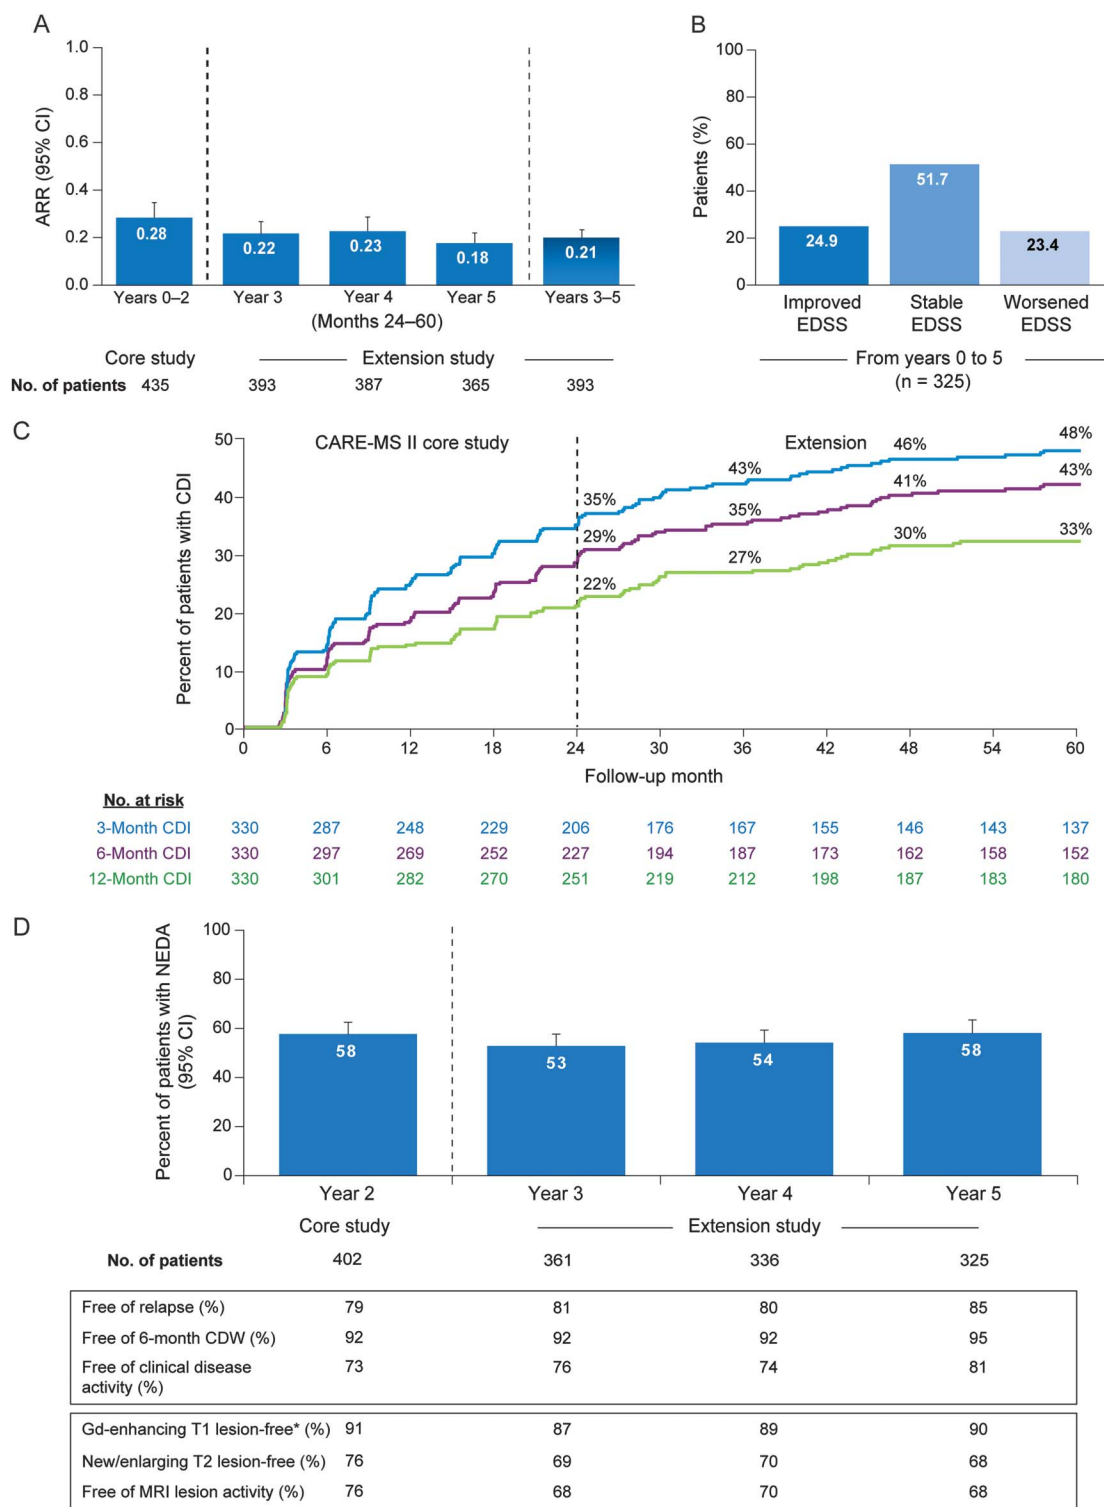 A
ARR (95% CI)
1.0
0.8
0.6
0.4
0.2
0.0
0.28
0.22
0.23
0.18
0.21
Years 0–2 Year 3 Year 4 Year 5 Years 3–5
(Months 24–60)
Core study Extension study
No. of patients 435 393 387 365 393
B
Patients (%)
100
80
60
40
20
0
24.9
51.7
23.4
Improved EDSS
Stable EDSS
Worsened EDSS
From years 0 to 5
(n = 325)
C
CARE-MS II core study Extension
Percent of patients with CDI
50
40
30
20
10
0
35% 43% 46% 48%
29% 35% 41% 43%
22% 27% 30% 33%
0 6 12 18 24 30 36 42 48 54 60
Follow-up month
No. at risk
3-Month CDI 330 287 248 229 206 176 167 155 146 143 137
6-Month CDI 330 297 269 252 227 194 187 173 162 158 152
12-Month CDI 330 301 282 270 251 219 212 198 187 183 180
D
Percent of patients with NEDA
(95% CI)
100
80
60
40
20
0
58
53
54
58
Year 2 Year 3 Year 4 Year 5
Core study Extension study
No. of patients 402 361 336 325
Free of relapse (%) 79 81 80 85
Free of 6-month CDW (%) 92 92 92 95
Free of clinical disease 73 76 74 81
activity (%)
Gd-enhancing T1 lesion-free* (%) 91 87 89 90
New/enlarging T2 lesion-free (%) 76 69 70 68
Free of MRI lesion activity (%) 76 68 70 68